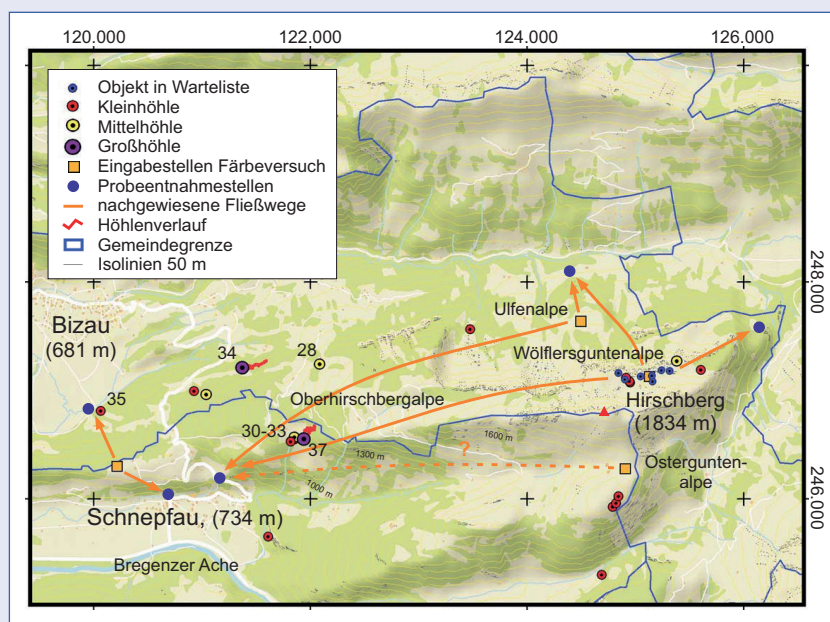 120.000 122.000 124.000 126.000
Objekt in Warteliste
Kleinhöhle
Mittelhöhle
Großhöhle
Eingabestellen Färbeversuch
Probeentnahmestellen
nachgewiesene Fließwege
Höhlenverlauf
Gemeindegrenze
Isolinien 50 m
248.000
Ulfenalpe
Bizau
(681 m)
34
28
Wölflersguntenalpe
35
Oberhirschbergalpe
Hirschberg
(1834 m)
30-33
37
1600 m
1300 m
?
Ostergunten-
alpe
1000 m
246.000
Schnepfau, (734 m)
Bregenzer Ache